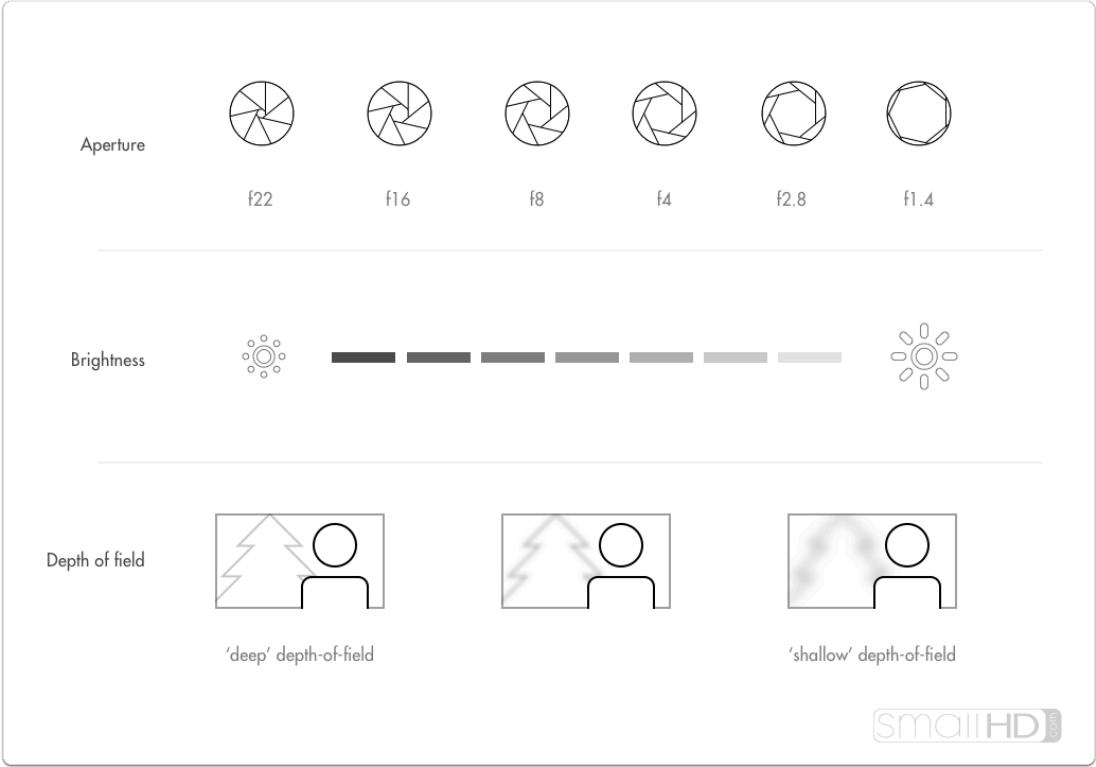 Aperture
f22 f16 f8 f4 f2.8 f1.4
Brightness
Depth of field
‘deep’ depth-of-field ‘shallow’ depth-of-field
smallHD.com